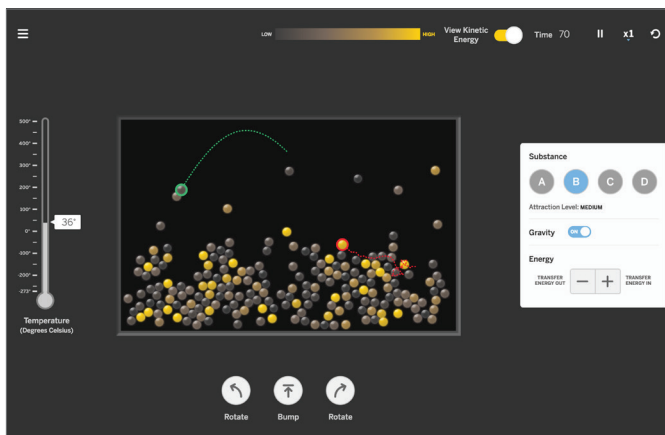 LOW
HIGH
View Kinetic
Energy
Time 70
x1
500°
400°
300°
200°
100°
0°
-100°
-200°
-273°
36°
Temperature
(Degrees Celsius)
Substance
A B C D
Attraction Level: MEDIUM
Gravity ON
Energy
TRANSFER
ENERGY OUT
TRANSFER
ENERGY IN
Rotate Bump Rotate